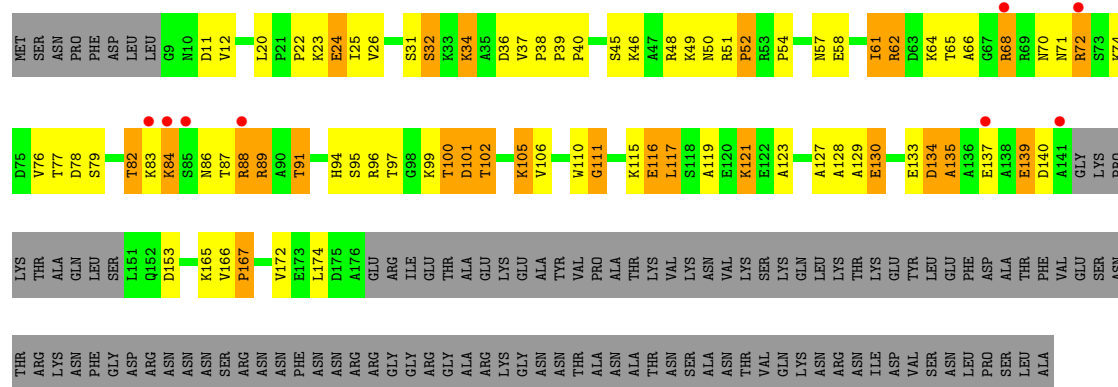 MET SER ASN PRO PHE ASP LEU LEU G9 N10 D11 V12 L20 P21 P22 K23 E24 I25 V26 S31 S32 K33 K34 A35 D36 V37 P38 P39 P40 S45 K46 A47 R48 K49 N50 R51 P52 R53 P54 N57 E58 I61 R62 D63 K64 T65 A66 G67 R68 R69 N70 N71 R72 S73 K74
D75 V76 T77 D78 S79 T82 K83 K84 S85 N86 T87 R88 R89 A90 T91 H94 S95 R96 T97 G98 K99 T100 D101 T102 K105 V106 W110 G111 K115 E116 L117 S118 A119 E120 K121 E122 A123 A127 A128 A129 E130 E133 D134 A135 A136 E137 A138 E139 D140 A141 GLY LYS PRO
LYS THR ALA GLN LEU SER L151 Q152 D153 K165 V166 P167 V172 E173 L174 D175 A176 GLU ARG ILE GLU THR ALA GLU LYS GLU ALA TYR VAL PRO ALA THR LYS VAL LYS ASN VAL LYS SER LYS GLN LEU LYS THR LYS GLU TYR LEU GLU PHE ASP ALA THR PHE VAL GLU SER ASN
THR ARG LYS ASN PHE GLY ASP ARG ASN ASN ASN SER ARG ASN ASN PHE ASN ASN ARG ARG GLY GLY ARG GLY ALA ARG LYS GLY ASN ASN THR ALA ASN ALA THR ASN SER ALA ASN THR VAL GLN LYS ASN ARG ASN ILE ASP VAL SER ASN LEU PRO SER LEU ALA